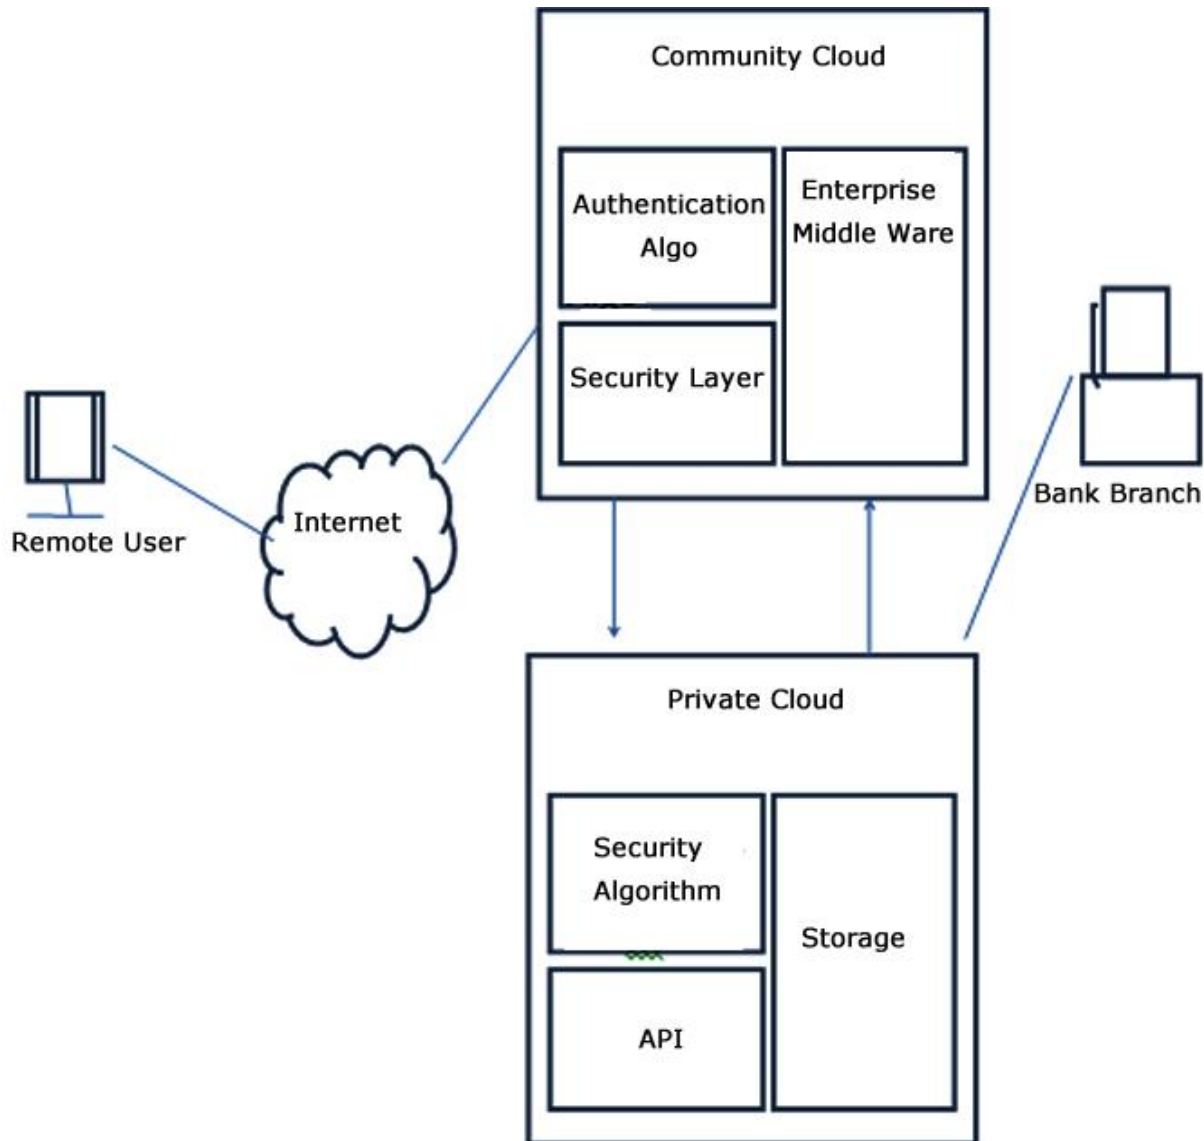 Community Cloud
Authentication
Algo
Enterprise
Middle Ware
Security Layer
Bank Branch
Internet
Remote User
Private Cloud
Security
Algorithm
Storage
API